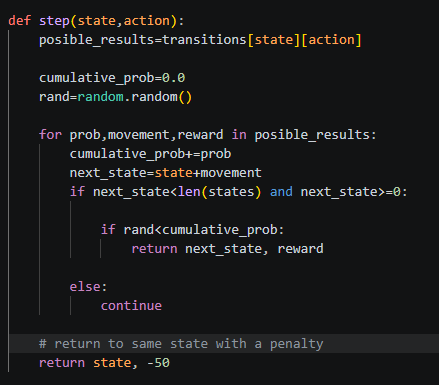 def step(state,action):
    posible_results=transitions[state][action]

    cumulative_prob=0.0
    rand=random.random()

    for prob,movement,reward in posible_results:
        cumulative_prob+=prob
        next_state=state+movement
        if next_state<len(states) and next_state>=0:

            if rand<cumulative_prob:
                return next_state, reward

        else:
            continue

    # return to same state with a penalty
    return state, -50